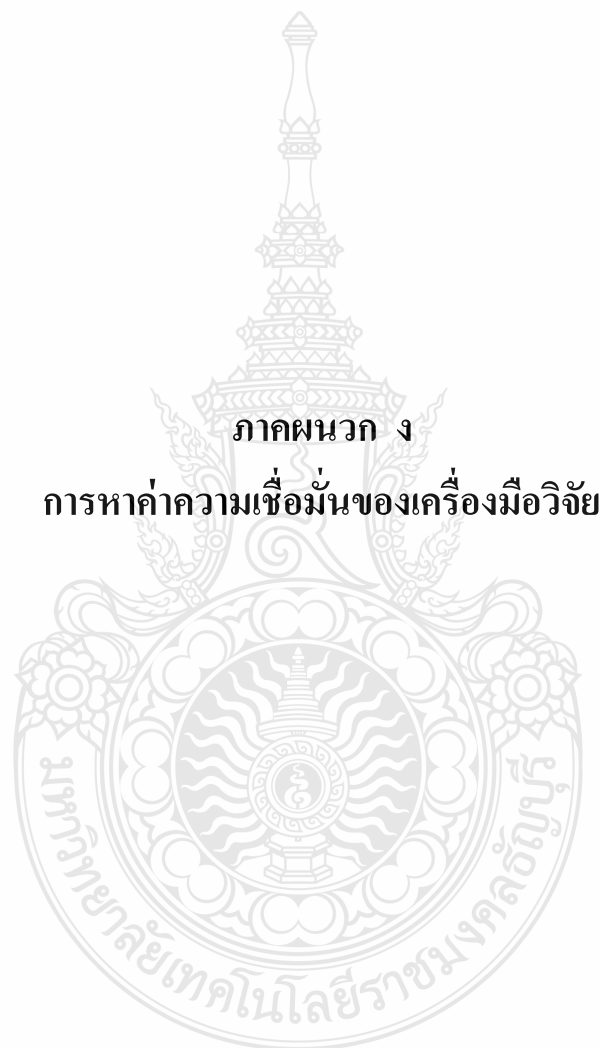 ภาคผนวก ง
การหาค่าความเชื่อมั่นของเครื่องมือวิจัย
มหาวิทยาลัยเทคโนโลยีราชมงคลธัญบุรี